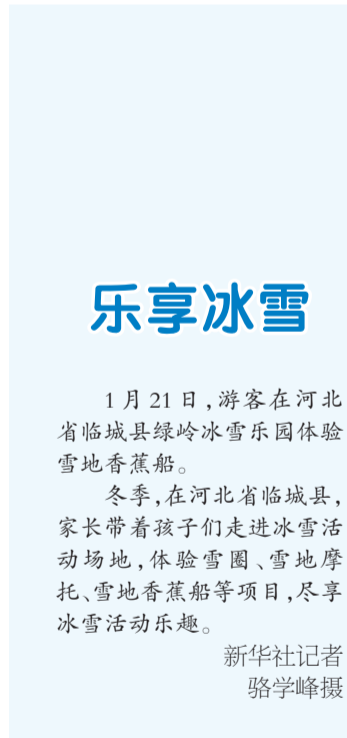 乐享冰雪
1月21日，游客在河北
省临城县绿岭冰雪乐园体验
雪地香蕉船。
冬季，在河北省临城县，
家长带着孩子们走进冰雪活
动场地，体验雪圈、雪地摩
托、雪地香蕉船等项目，尽享
冰雪活动乐趣。
新华社记者
骆学峰摄